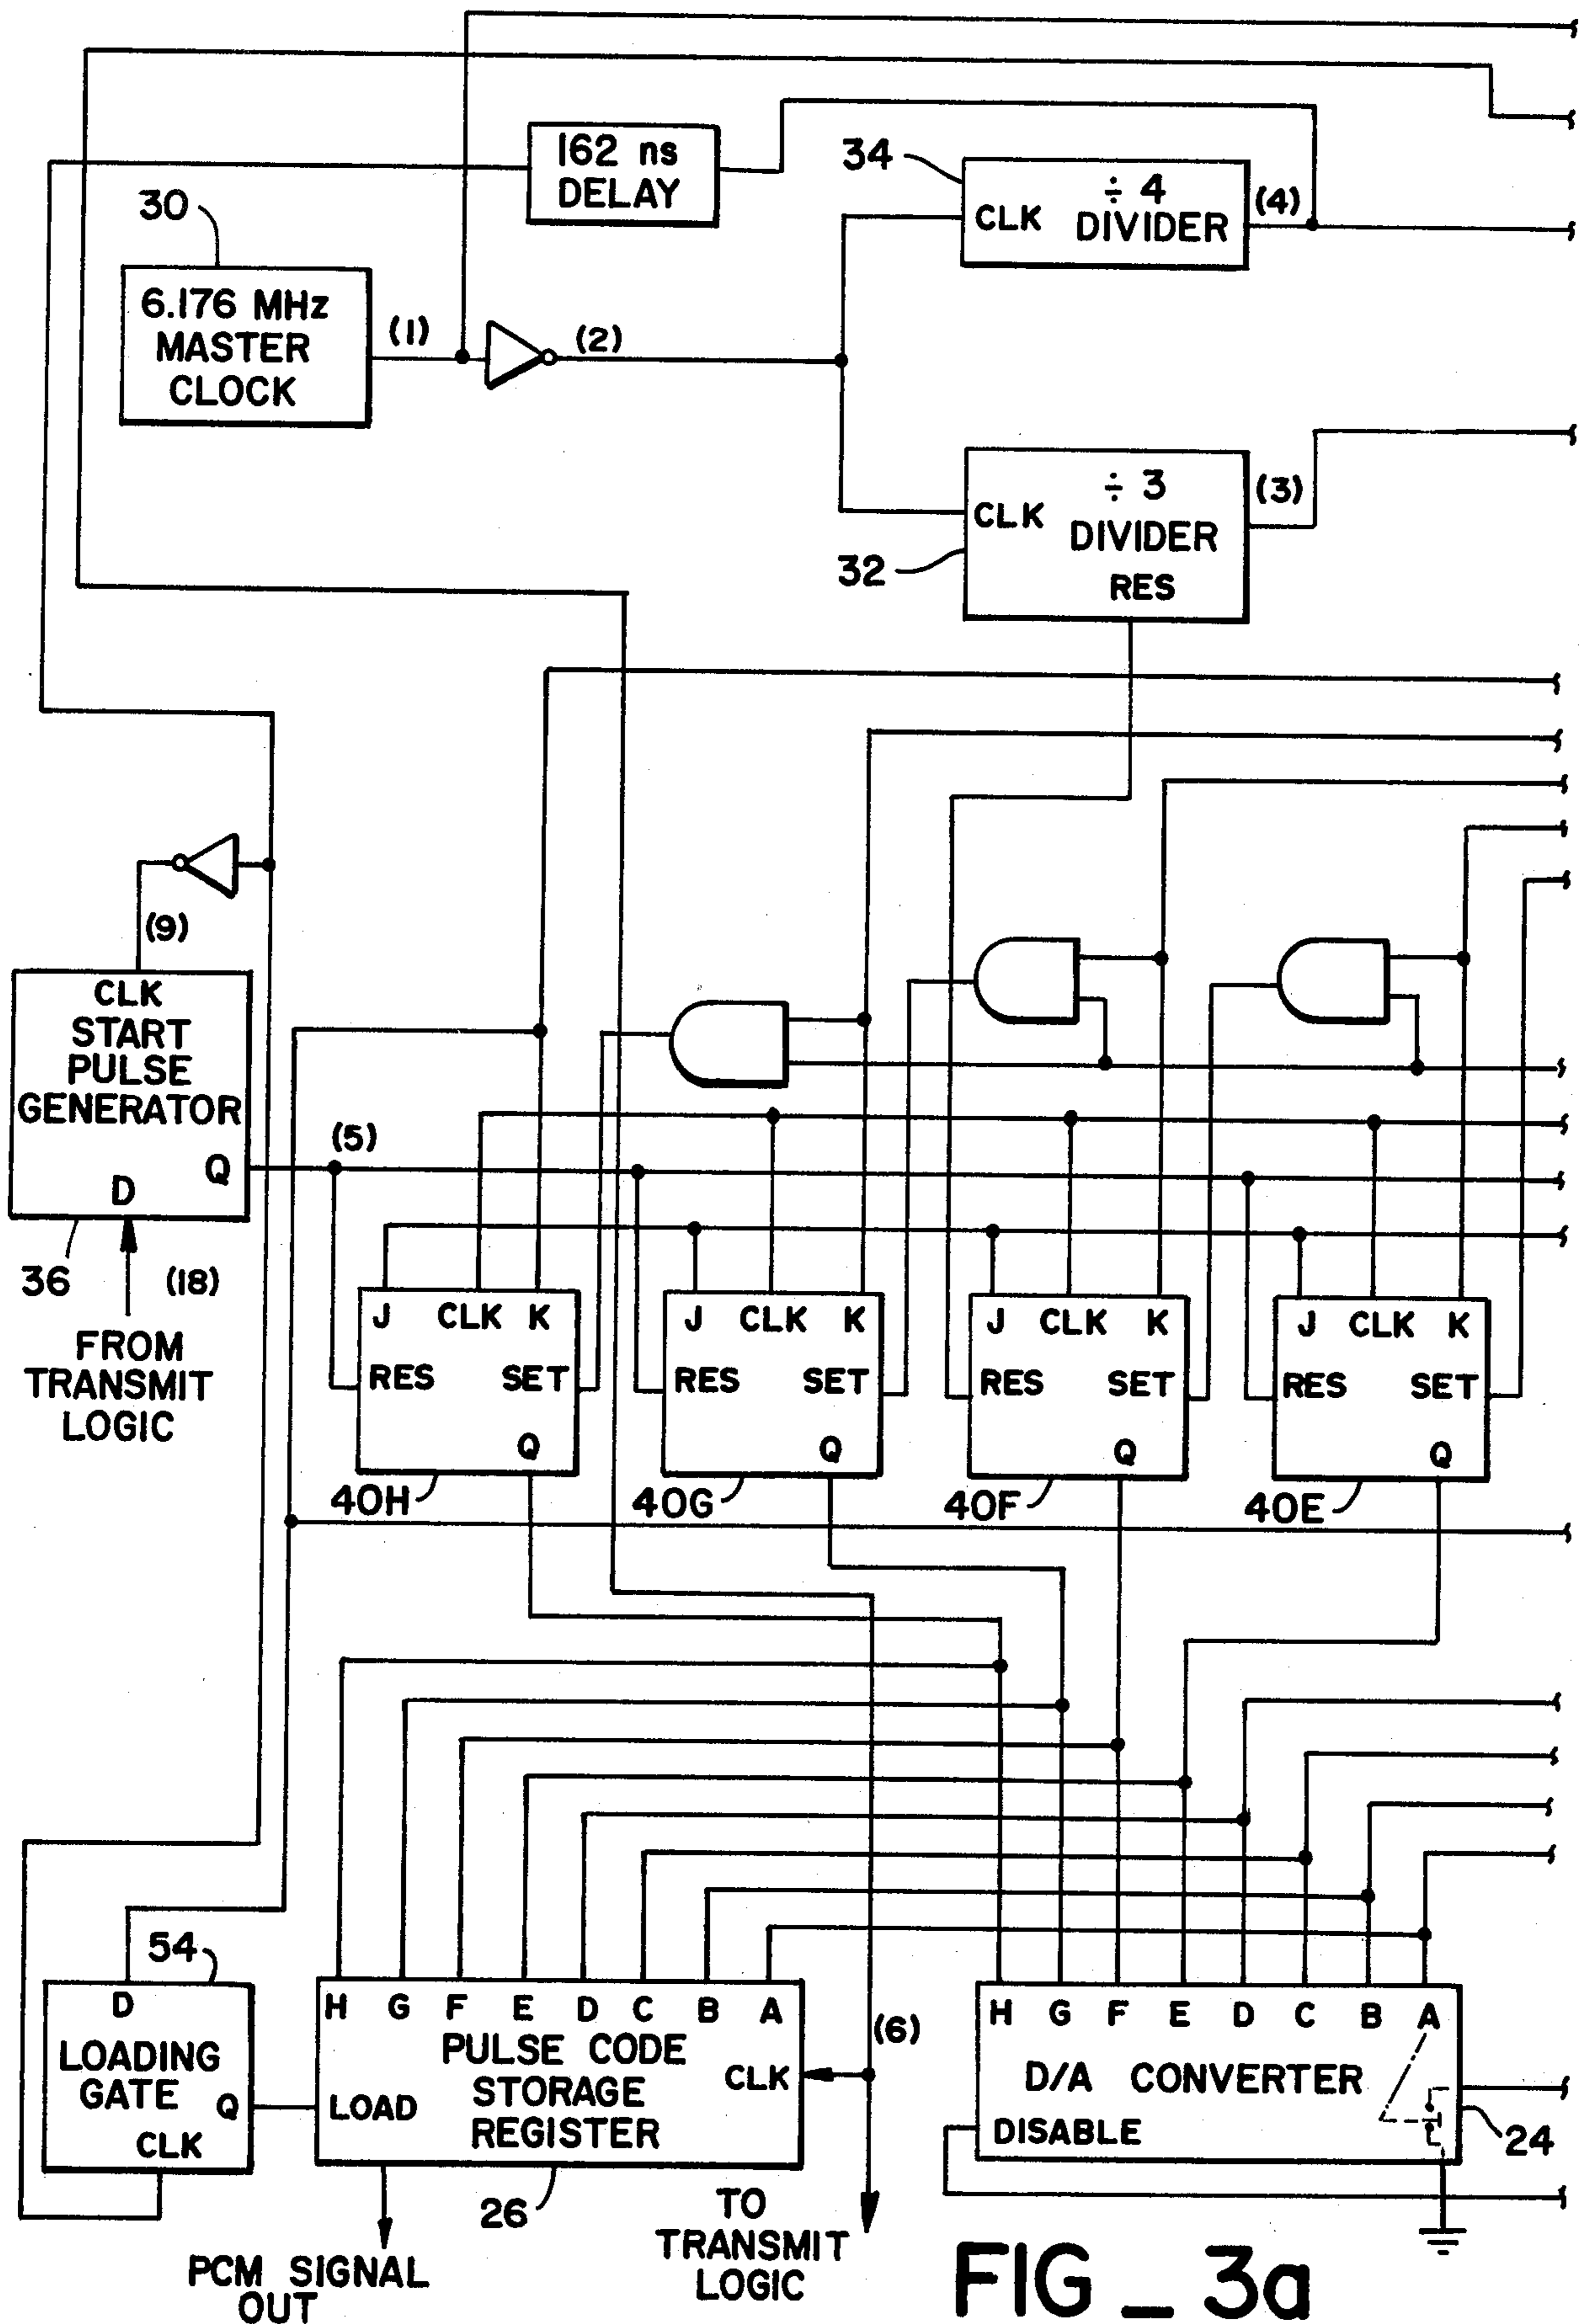 162 ns
DELAY
34
÷ 4
CLK DIVIDER
(4)
30
6.176 MHz
MASTER
CLOCK
(1)
(2)
÷ 3
CLK
DIVIDER
RES
(3)
32
(9)
CLK
START
PULSE
GENERATOR
Q
D
(5)
36
(18)
FROM
TRANSMIT
LOGIC
J CLK K
RES SET
Q
40H
J CLK K
RES SET
Q
40G
J CLK K
RES SET
Q
40F
J CLK K
RES SET
Q
40E
54
D
LOADING
GATE
Q
CLK
H G F E D C B A
PULSE CODE
STORAGE
REGISTER
CLK
LOAD
(6)
26
PCM SIGNAL
OUT
TO
TRANSMIT
LOGIC
H G F E D C B A
D/A CONVERTER
DISABLE
24
FIG _ 3a